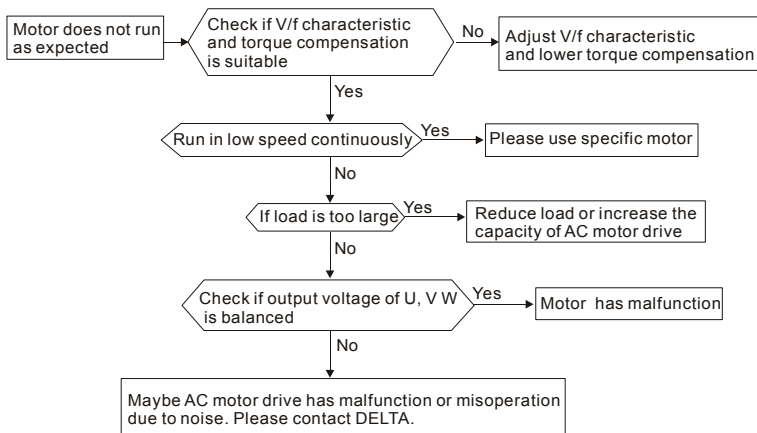 Motor does not run
as expected
Check if V/f characteristic
and torque compensation
is suitable
No
Adjust V/f characteristic
and lower torque compensation
Yes
Run in low speed continuously
Yes
Please use specific motor
No
If load is too large
Yes
Reduce load or increase the
capacity of AC motor drive
No
Check if output voltage of U, V W
is balanced
Yes
Motor has malfunction
No
Maybe AC motor drive has malfunction or misoperation
due to noise. Please contact DELTA.